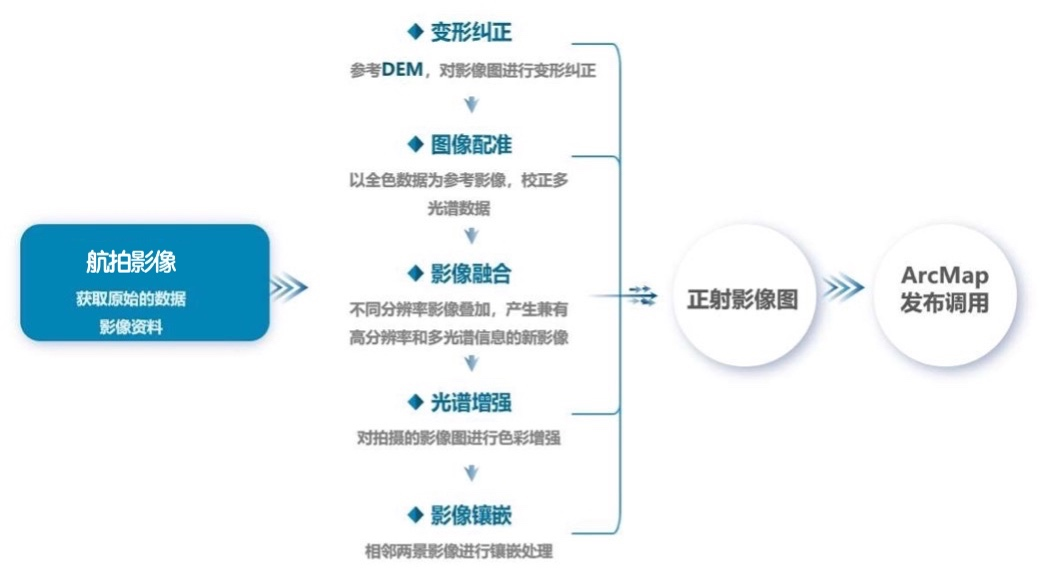 航拍影像
获取原始的数据
影像资料
变形纠正
参考DEM，对影像图进行变形纠正
图像配准
以全色数据为参考影像，校正多
光谱数据
影像融合
不同分辨率影像叠加，产生兼有
高分辨率和多光谱信息的新影像
光谱增强
对拍摄的影像图进行色彩增强
影像镶嵌
相邻两景影像进行镶嵌处理
正射影像图
ArcMap
发布调用